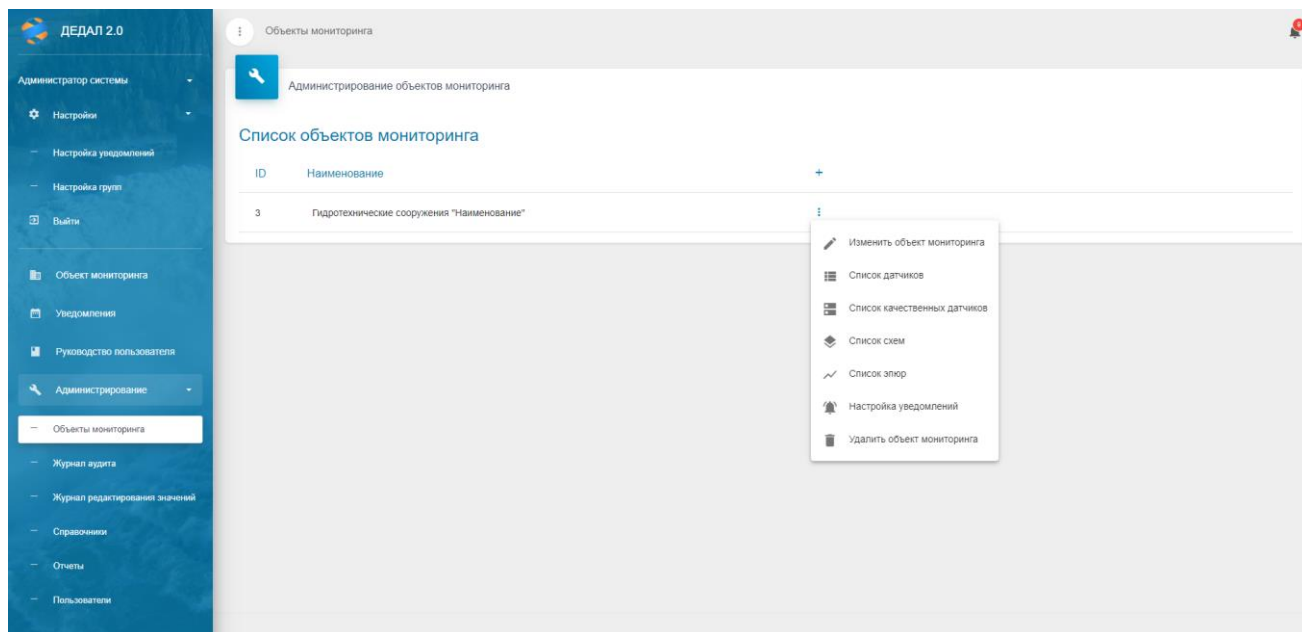 ДЕДАЛ 2.0
Администратор системы
Настройки
Настройка уведомлений
Настройка групп
Выйти
Объект мониторинга
Уведомления
Руководство пользователя
Администрирование
Объекты мониторинга
Журнал аудита
Журнал редактирования значений
Справочники
Отчеты
Пользователи
Объекты мониторинга
Администрирование объектов мониторинга
Список объектов мониторинга
ID Наименование +
3 Гидротехнические сооружения "Наименование"
Изменить объект мониторинга
Список датчиков
Список качественных датчиков
Список схем
Список эпюр
Настройка уведомлений
Удалить объект мониторинга